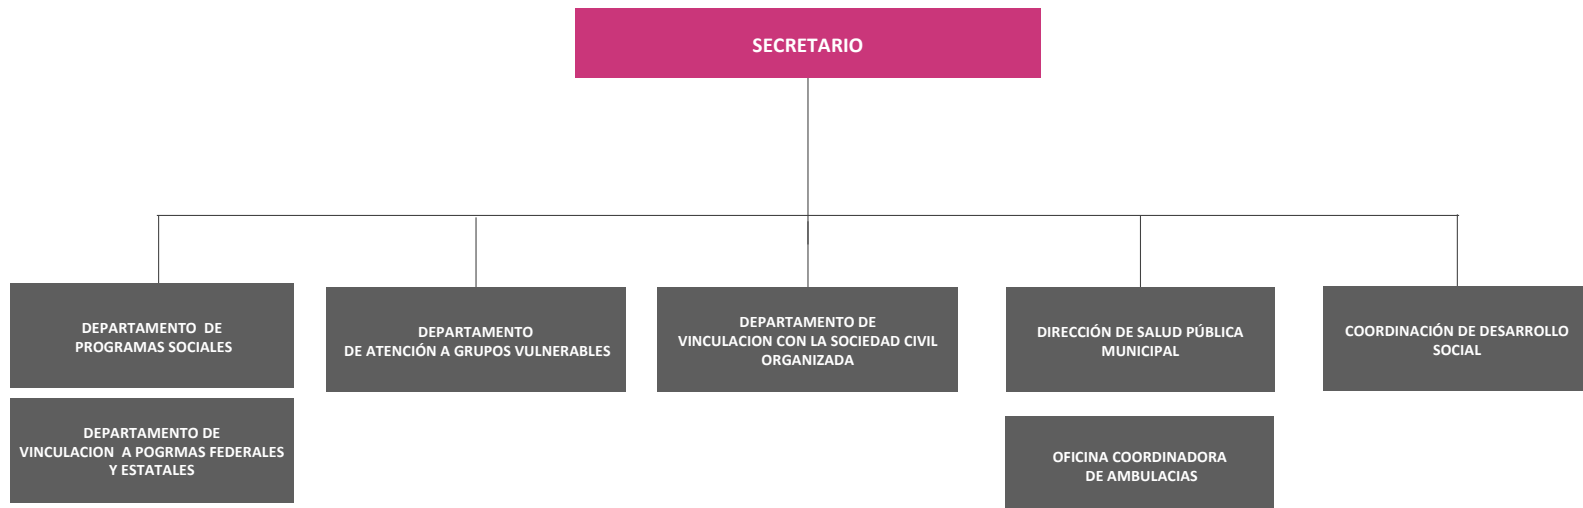 SECRETARIO
DEPARTAMENTO DE
PROGRAMAS SOCIALES
DEPARTAMENTO
DE ATENCIÓN A GRUPOS VULNERABLES
DEPARTAMENTO DE
VINCULACION CON LA SOCIEDAD CIVIL
ORGANIZADA
DIRECCIÓN DE SALUD PÚBLICA
MUNICIPAL
COORDINACIÓN DE DESARROLLO
SOCIAL
DEPARTAMENTO DE
VINCULACION A POGRMAS FEDERALES
Y ESTATALES
OFICINA COORDINADORA
DE AMBULACIAS